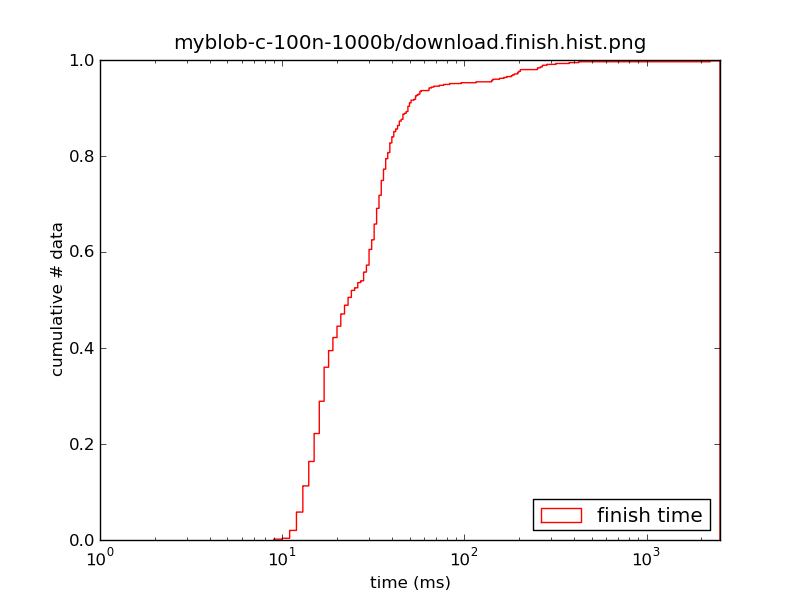 myblob-c-100n-1000b/download.finish.hist.png
1.0
0.8
0.6
0.4
0.2
0.0
cumulative # data
finish time
10^0
10^1
10^2
10^3
time (ms)